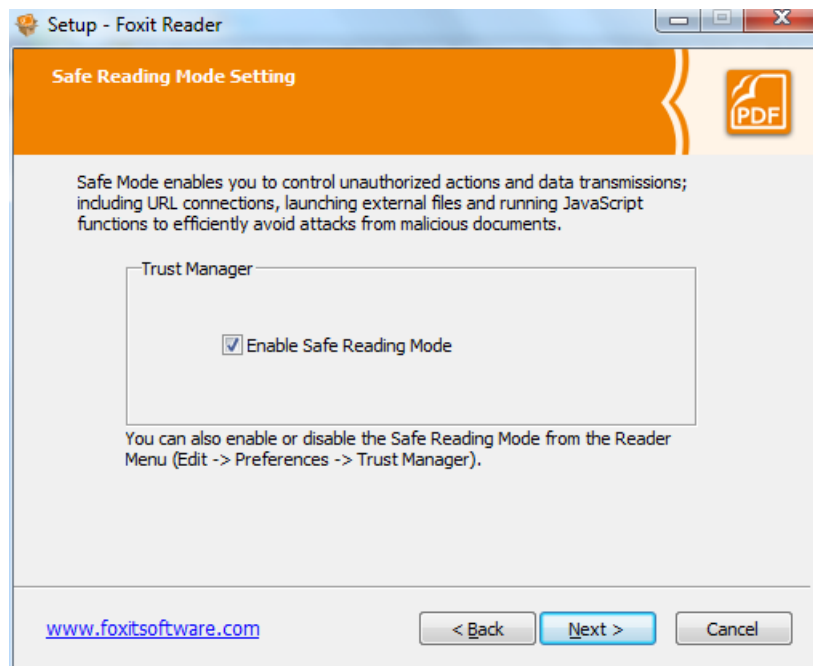 Setup - Foxit Reader
Safe Reading Mode Setting
PDF
Safe Mode enables you to control unauthorized actions and data transmissions;
including URL connections, launching external files and running JavaScript
functions to efficiently avoid attacks from malicious documents.
Trust Manager
Enable Safe Reading Mode
You can also enable or disable the Safe Reading Mode from the Reader
Menu (Edit -> Preferences -> Trust Manager).
www.foxitsoftware.com
< Back
Next >
Cancel